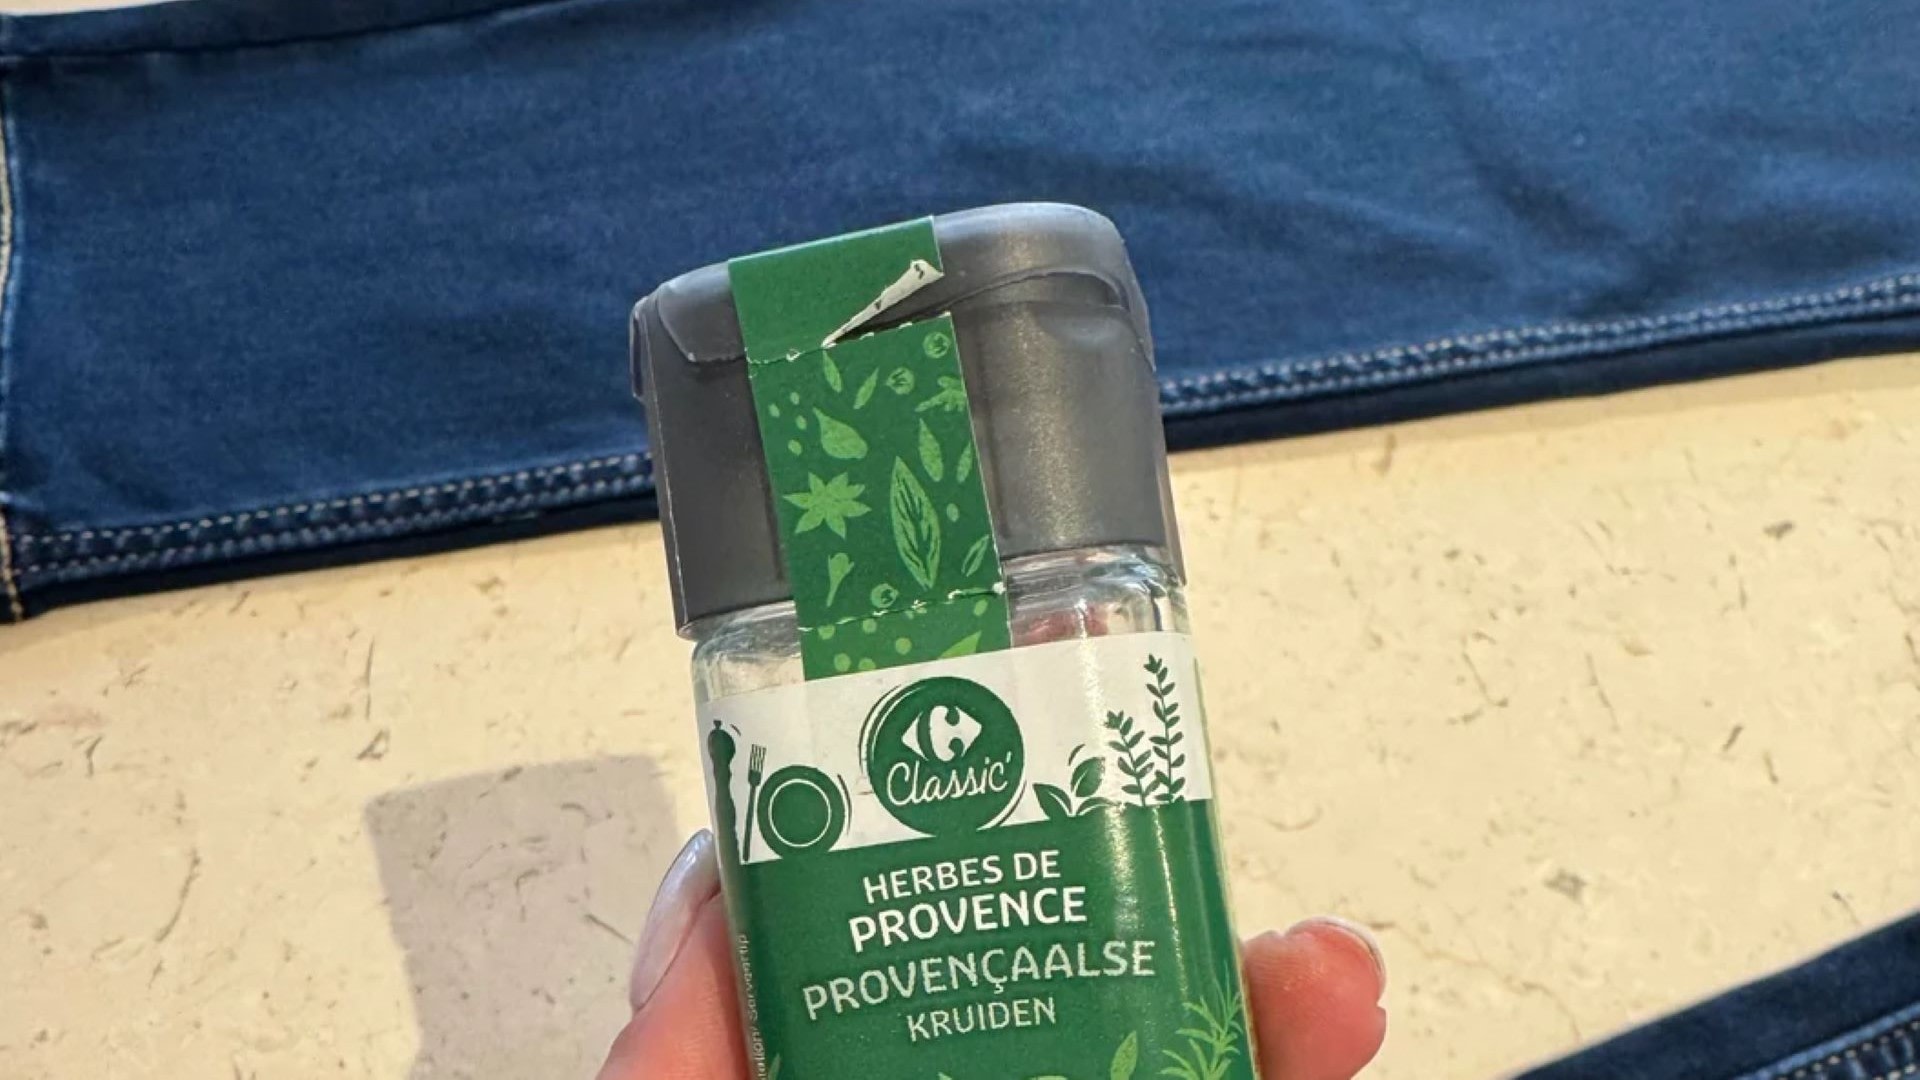 Classic'
HERBES DE
PROVENCE
PROVENÇAALSE
KRUIDEN